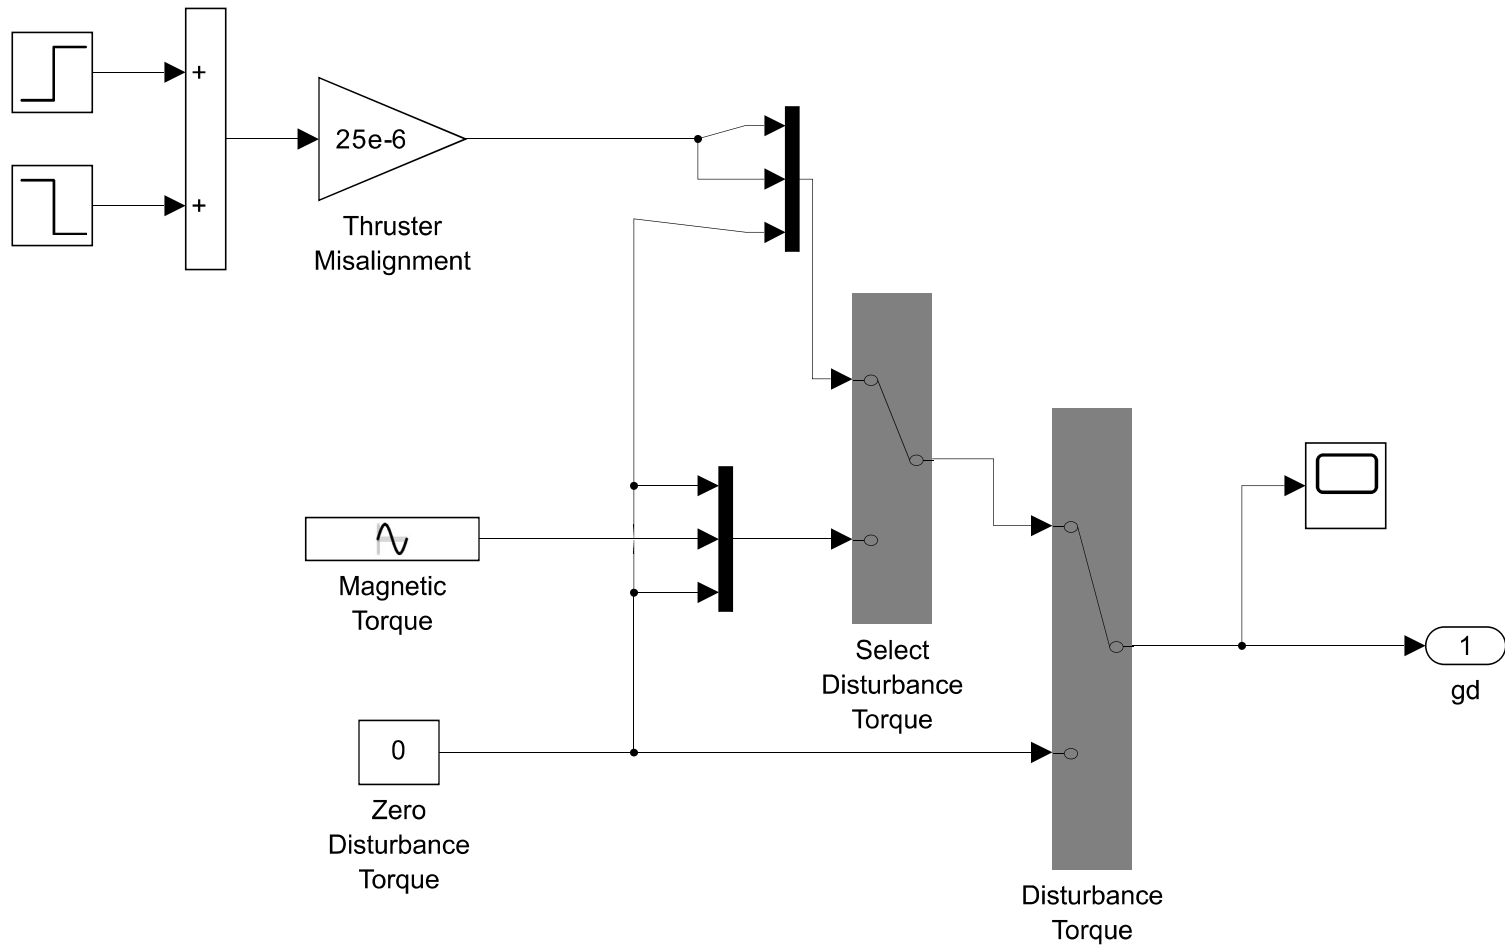 +
+
25e-6
Thruster
Misalignment
Magnetic
Torque
Select
Disturbance
Torque
1
gd
0
Zero
Disturbance
Torque
Disturbance
Torque